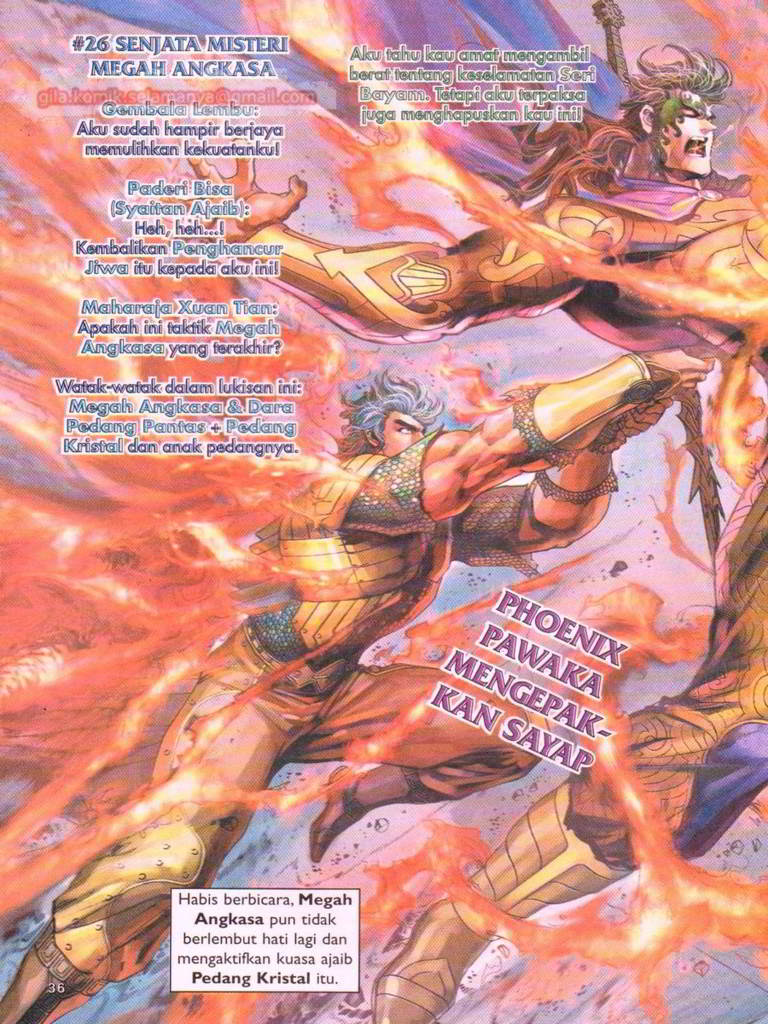 #26 SENJATA MISTERI
MEGAH ANGKASA
gila.komik.selamanya@gmail.com
Gembala Lembu:
Aku sudah hampir berjaya
memulihkan kekuatanku!
Paderi Bisa
(Syaitan Ajaib):
Heh, heh...!
Kembalikan Penghancur
Jiwa itu kepada aku ini!
Maharaja Xuan Tian:
Apakah ini taktik Megah
Angkasa yang terakhir?
Watak-watak dalam lukisan ini:
Megah Angkasa & Dara
Pedang Pantas + Pedang
Kristal dan anak pedangnya.
Aku tahu kau amat mengambil
berat tentang keselamatan Seri
Bayam. Tetapi aku terpaksa
juga menghapuskan kau ini!
PHOENIX
PAWAKA
MENGEPAK-
KAN SAYAP
Habis berbicara, Megah
Angkasa pun tidak
berlembut hati lagi dan
mengaktifkan kuasa ajaib
Pedang Kristal itu.
36